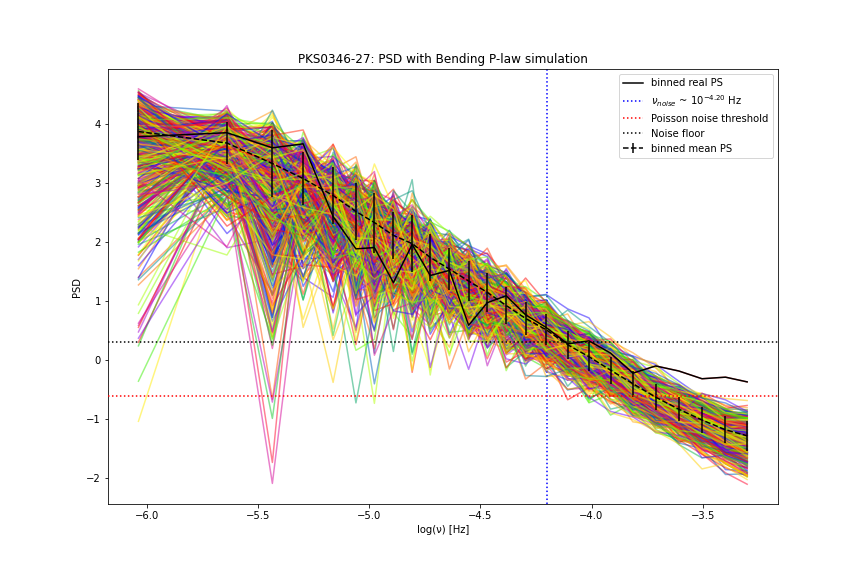 PKS0346-27: PSD with Bending P-law simulation
binned real PS
ν_noise ~ 10^−4.20 Hz
Poisson noise threshold
Noise floor
binned mean PS
PSD
4
3
2
1
0
−1
−2
−6.0 −5.5 −5.0 −4.5 −4.0 −3.5
log(ν) [Hz]